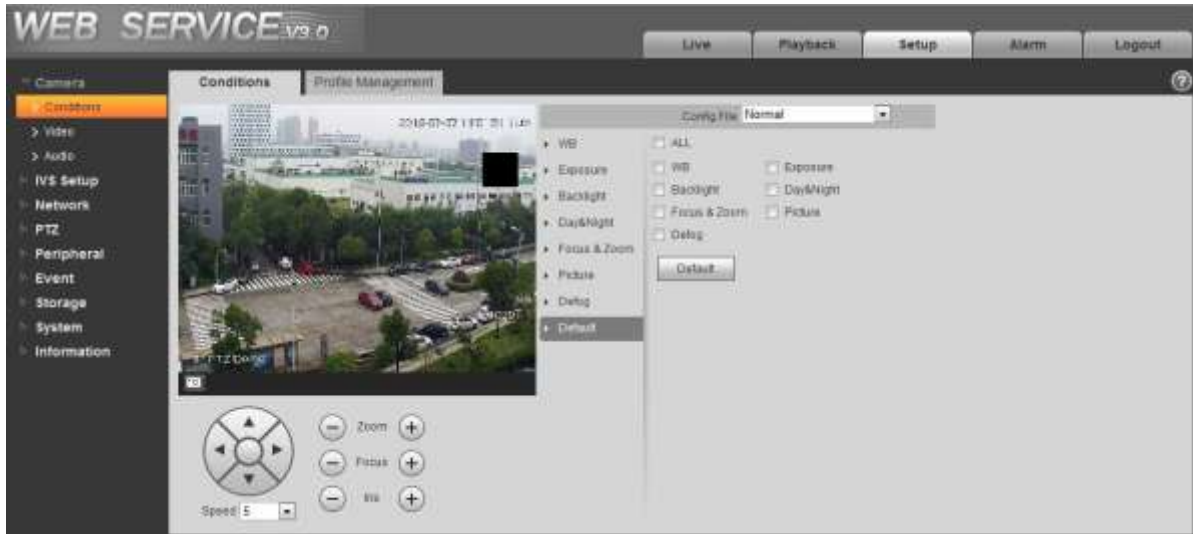 WEB SERVICE V3.0
Live
Playback
Setup
Alarm
Logout
Camera
Conditions
Video
Audio
IVS Setup
Network
PTZ
Peripheral
Event
Storage
System
Information
Conditions
Profile Management
PTZ Dome
WB
Exposure
Backlight
Day&Night
Focus & Zoom
Picture
Defog
Default
Config File Normal
ALL
WB
Exposure
Backlight
Day&Night
Focus & Zoom
Picture
Defog
Default
Zoom
Focus
Iris
Speed 5